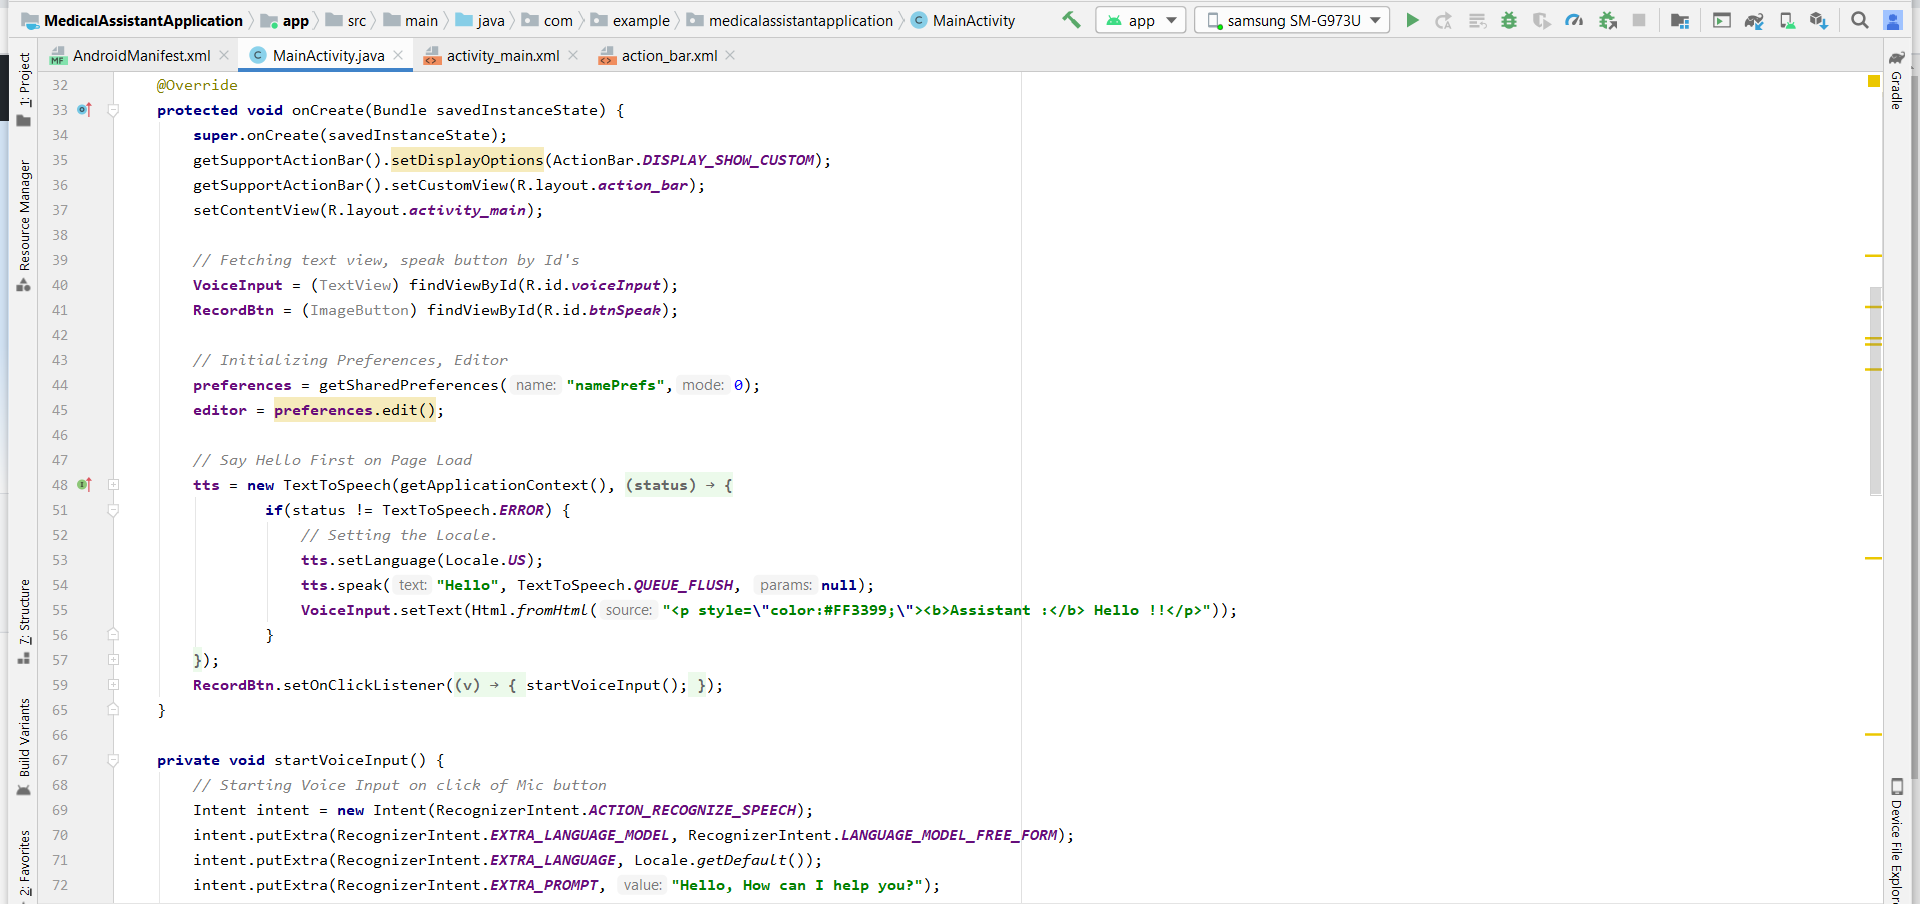 MedicalAssistantApplication app src main java com example medicalassistantapplication MainActivity app samsung SM-G973U
AndroidManifest.xml MainActivity.java activity_main.xml action_bar.xml
1: Project
Resource Manager
7: Structure
Build Variants
2: Favorites
32 @Override
33 protected void onCreate(Bundle savedInstanceState) {
34 super.onCreate(savedInstanceState);
35 getSupportActionBar().setDisplayOptions(ActionBar.DISPLAY_SHOW_CUSTOM);
36 getSupportActionBar().setCustomView(R.layout.action_bar);
37 setContentView(R.layout.activity_main);
38
39 // Fetching text view, speak button by Id's
40 VoiceInput = (TextView) findViewById(R.id.voiceInput);
41 RecordBtn = (ImageButton) findViewById(R.id.btnSpeak);
42
43 // Initializing Preferences, Editor
44 preferences = getSharedPreferences( name: "namePrefs", mode: 0);
45 editor = preferences.edit();
46
47 // Say Hello First on Page Load
48 tts = new TextToSpeech(getApplicationContext(), (status) → {
51 if(status != TextToSpeech.ERROR) {
52 // Setting the Locale.
53 tts.setLanguage(Locale.US);
54 tts.speak( text: "Hello", TextToSpeech.QUEUE_FLUSH, params: null);
55 VoiceInput.setText(Html.fromHtml( source: "<p style=\"color:#FF3399;\"><b>Assistant :</b> Hello !!</p>"));
56 }
57 });
59 RecordBtn.setOnClickListener((v) → { startVoiceInput(); });
65 }
66
67 private void startVoiceInput() {
68 // Starting Voice Input on click of Mic button
69 Intent intent = new Intent(RecognizerIntent.ACTION_RECOGNIZE_SPEECH);
70 intent.putExtra(RecognizerIntent.EXTRA_LANGUAGE_MODEL, RecognizerIntent.LANGUAGE_MODEL_FREE_FORM);
71 intent.putExtra(RecognizerIntent.EXTRA_LANGUAGE, Locale.getDefault());
72 intent.putExtra(RecognizerIntent.EXTRA_PROMPT, value: "Hello, How can I help you?");
Gradle
Device File Explor